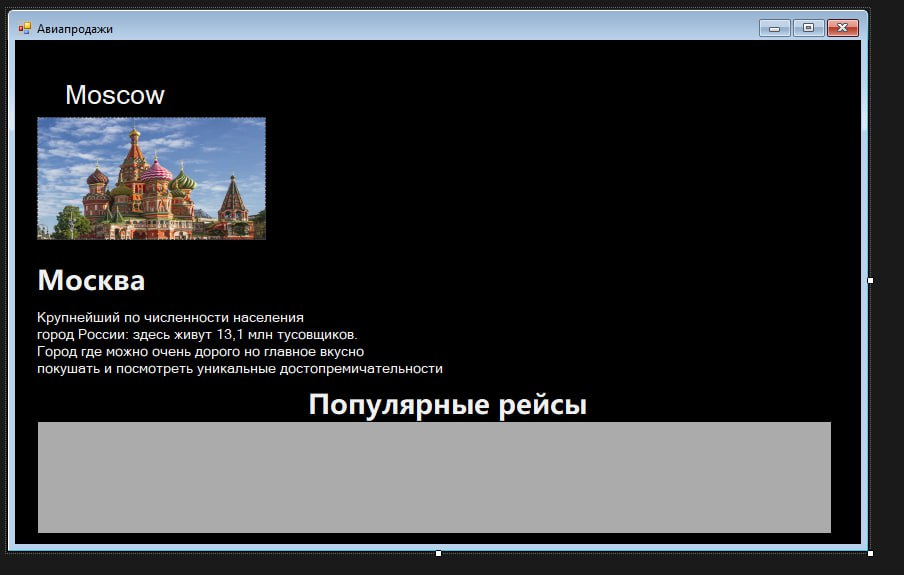 Авиапродажи
Moscow
Москва
Крупнейший по численности населения
город России: здесь живут 13,1 млн тусовщиков.
Город где можно очень дорого но главное вкусно
покушать и посмотреть уникальные достопремичательности
Популярные рейсы